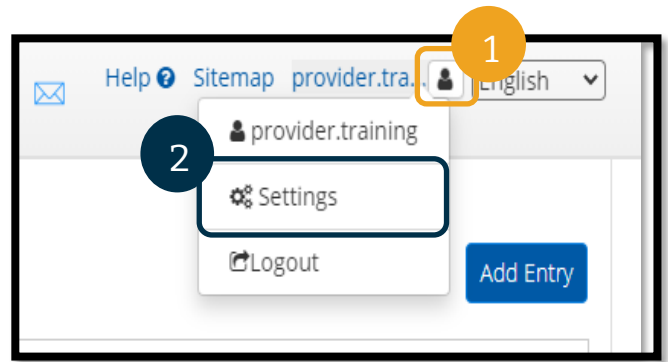 1
Help Sitemap provider.tra... English
provider.training
2
Settings
Logout
Add Entry